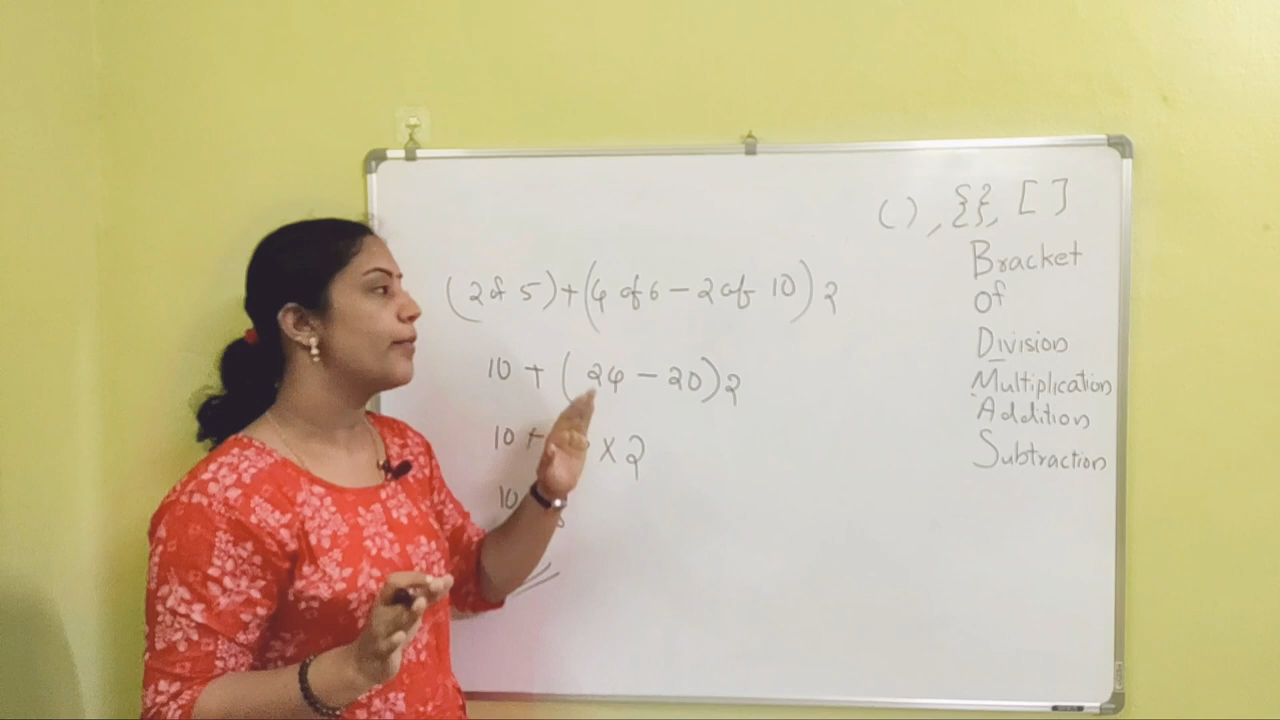 ( ) , { } , [ ]
Bracket
Of
Division
Multiplication
Addition
Subtraction
(2 of 5) + (4 of 6 - 2 of 10) 2
10 + (24 - 20) 2
10 + × 2
10